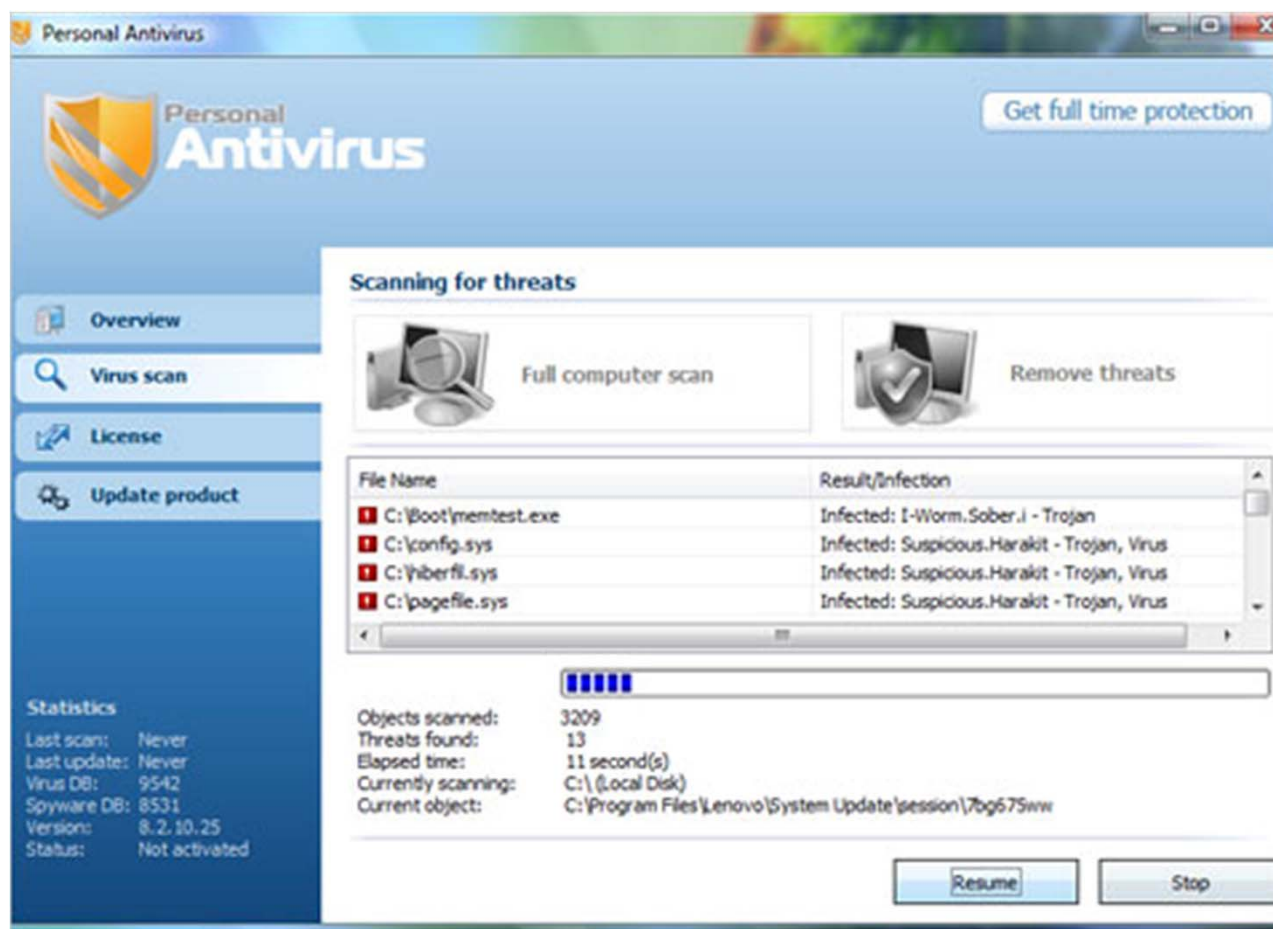 Personal Antivirus
Personal
Antivirus
Get full time protection
Overview
Virus scan
License
Update product
Statistics
Last scan: Never
Last update: Never
Virus DB: 9542
Spyware DB: 8531
Version: 8.2.10.25
Status: Not activated
Scanning for threats
Full computer scan
Remove threats
File Name Result/Infection
C:\Boot\memtest.exe Infected: I-Worm.Sober.i - Trojan
C:\config.sys Infected: Suspicious.Harakit - Trojan, Virus
C:\hiberfil.sys Infected: Suspicious.Harakit - Trojan, Virus
C:\pagefile.sys Infected: Suspicious.Harakit - Trojan, Virus
Objects scanned: 3209
Threats found: 13
Elapsed time: 11 second(s)
Currently scanning: C:\ (Local Disk)
Current object: C:\Program Files\Lenovo\System Update\session\7bg675ww
Resume
Stop